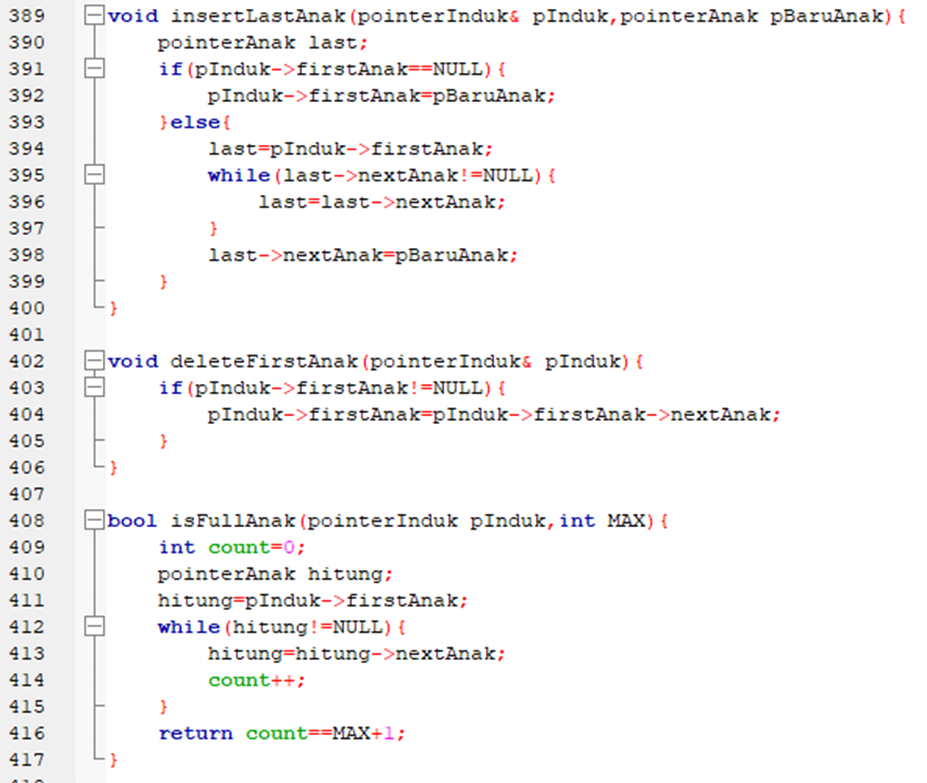 389 void insertLastAnak(pointerInduk& pInduk,pointerAnak pBaruAnak){
390     pointerAnak last;
391     if(pInduk->firstAnak==NULL){
392         pInduk->firstAnak=pBaruAnak;
393     }else{
394         last=pInduk->firstAnak;
395         while(last->nextAnak!=NULL){
396             last=last->nextAnak;
397         }
398         last->nextAnak=pBaruAnak;
399     }
400 }
401
402 void deleteFirstAnak(pointerInduk& pInduk){
403     if(pInduk->firstAnak!=NULL){
404         pInduk->firstAnak=pInduk->firstAnak->nextAnak;
405     }
406 }
407
408 bool isFullAnak(pointerInduk pInduk,int MAX){
409     int count=0;
410     pointerAnak hitung;
411     hitung=pInduk->firstAnak;
412     while(hitung!=NULL){
413         hitung=hitung->nextAnak;
414         count++;
415     }
416     return count==MAX+1;
417 }